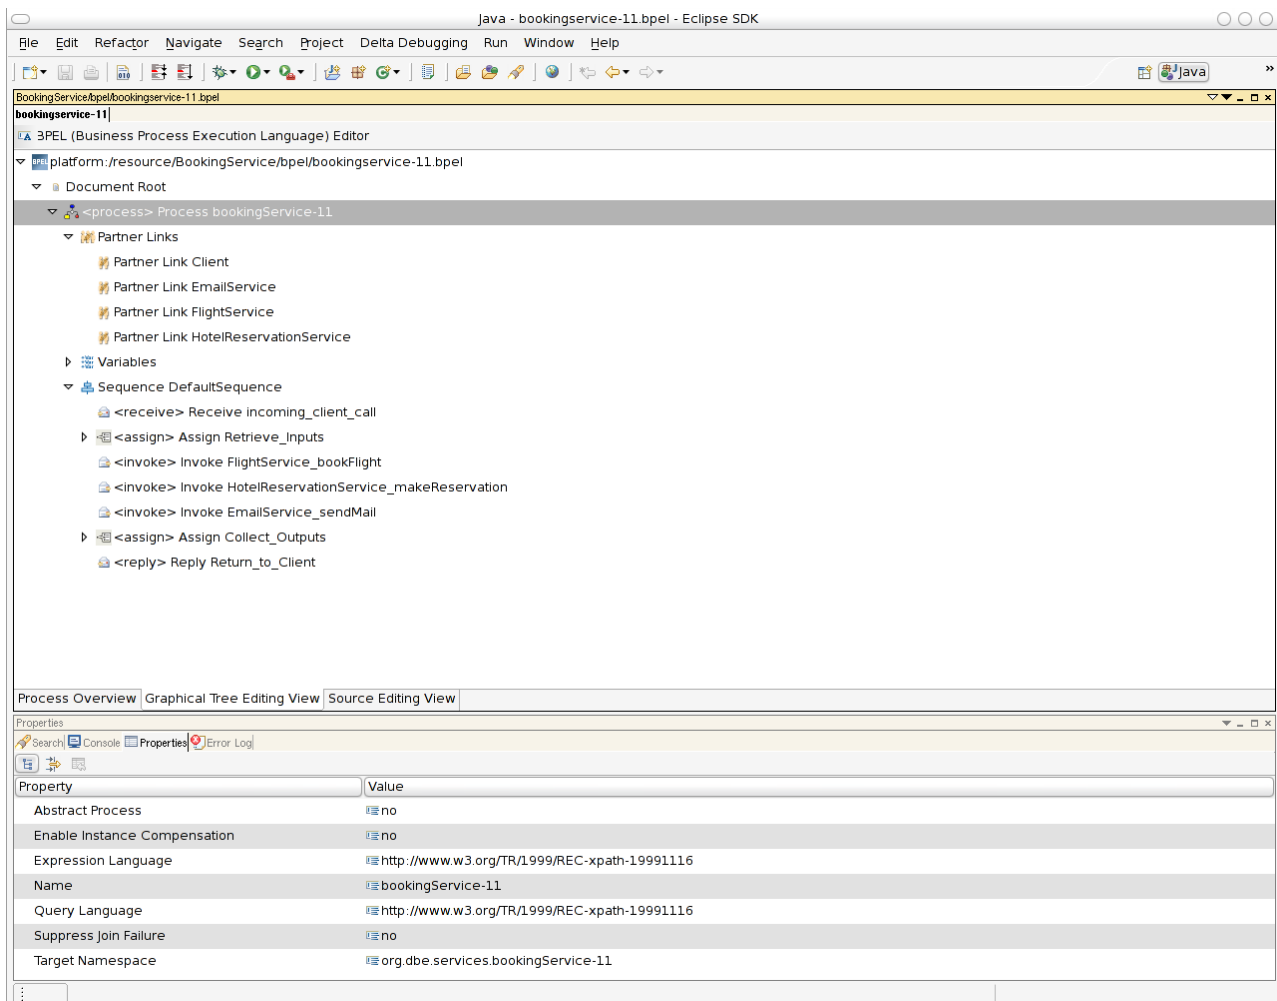 Java - bookingservice-11.bpel - Eclipse SDK
File Edit Refactor Navigate Search Project Delta Debugging Run Window Help
Java »
BookingService/bpel/bookingservice-11.bpel
bookingservice-11
BPEL (Business Process Execution Language) Editor
BPEL platform:/resource/BookingService/bpel/bookingservice-11.bpel
Document Root
<process> Process bookingService-11
Partner Links
Partner Link Client
Partner Link EmailService
Partner Link FlightService
Partner Link HotelReservationService
Variables
Sequence DefaultSequence
<receive> Receive incoming_client_call
<assign> Assign Retrieve_Inputs
<invoke> Invoke FlightService_bookFlight
<invoke> Invoke HotelReservationService_makeReservation
<invoke> Invoke EmailService_sendMail
<assign> Assign Collect_Outputs
<reply> Reply Return_to_Client
Process Overview Graphical Tree Editing View Source Editing View
Properties
Search Console Properties Error Log
Property Value
Abstract Process no
Enable Instance Compensation no
Expression Language http://www.w3.org/TR/1999/REC-xpath-19991116
Name bookingService-11
Query Language http://www.w3.org/TR/1999/REC-xpath-19991116
Suppress Join Failure no
Target Namespace org.dbe.services.bookingService-11